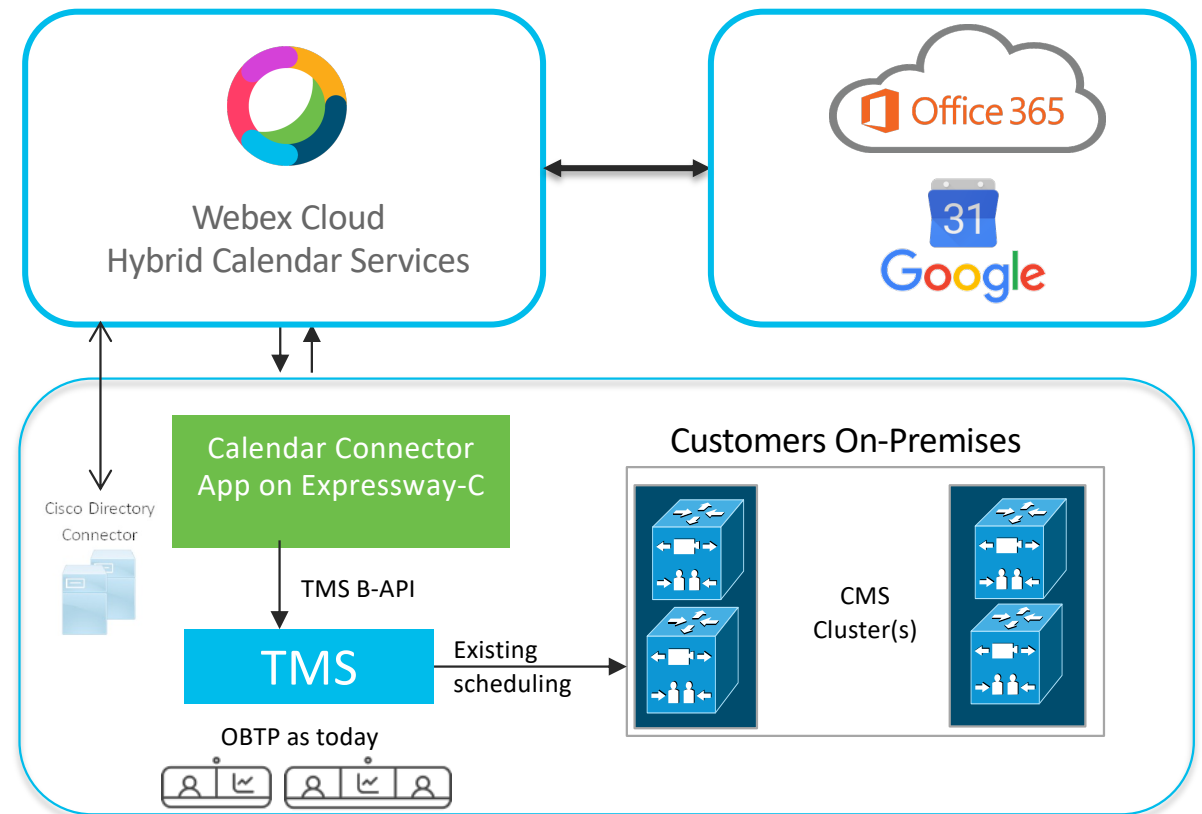 Webex Cloud
Hybrid Calendar Services
Office 365
31
Google
Calendar Connector
App on Expressway-C
Customers On-Premises
Cisco Directory
Connector
TMS B-API
CMS
Cluster(s)
TMS
Existing
scheduling
OBTP as today